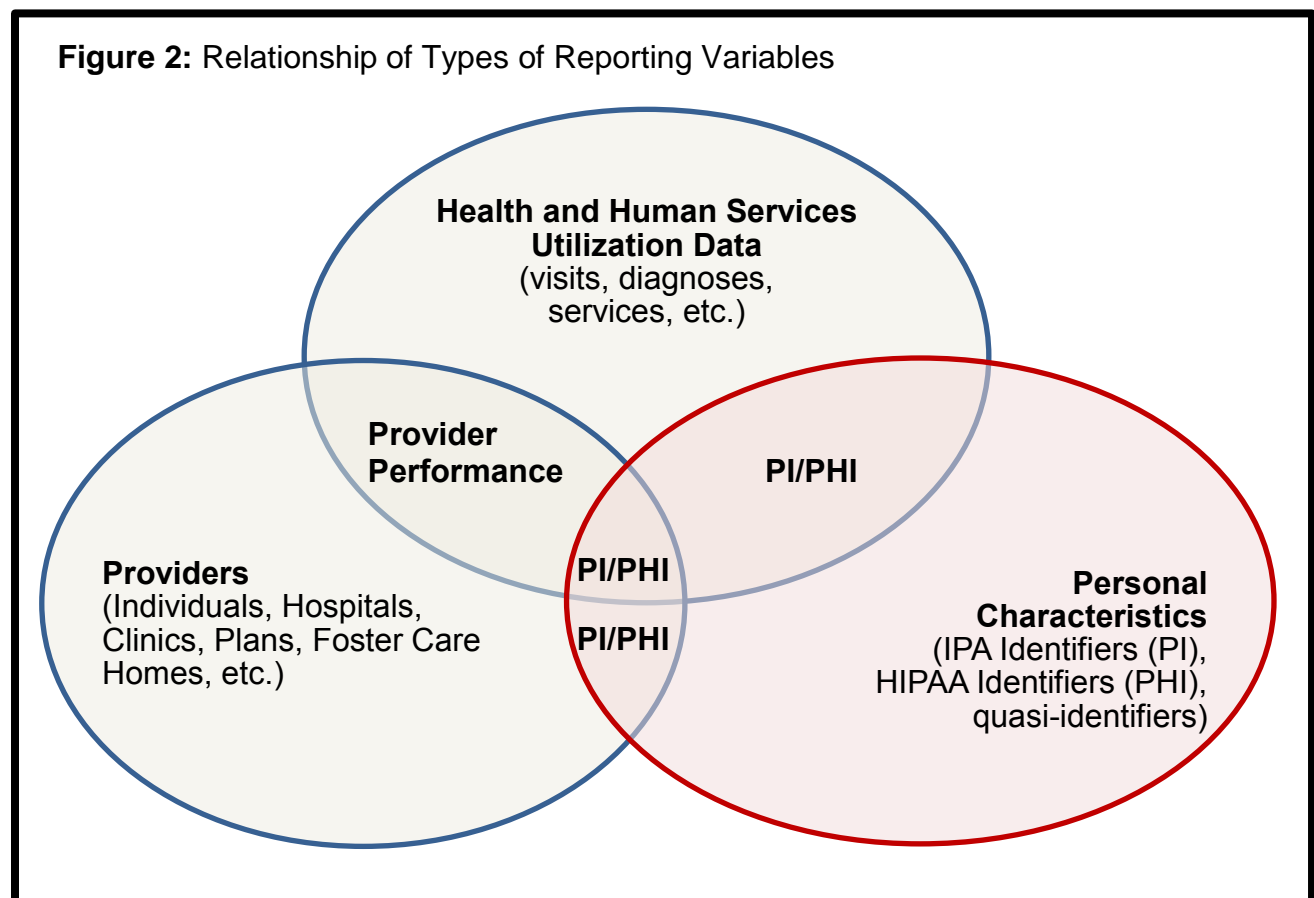 Figure 2: Relationship of Types of Reporting Variables
Health and Human Services
Utilization Data
(visits, diagnoses,
services, etc.)
Provider
Performance
PI/PHI
PI/PHI
PI/PHI
Providers
(Individuals, Hospitals,
Clinics, Plans, Foster Care
Homes, etc.)
Personal
Characteristics
(IPA Identifiers (PI),
HIPAA Identifiers (PHI),
quasi-identifiers)